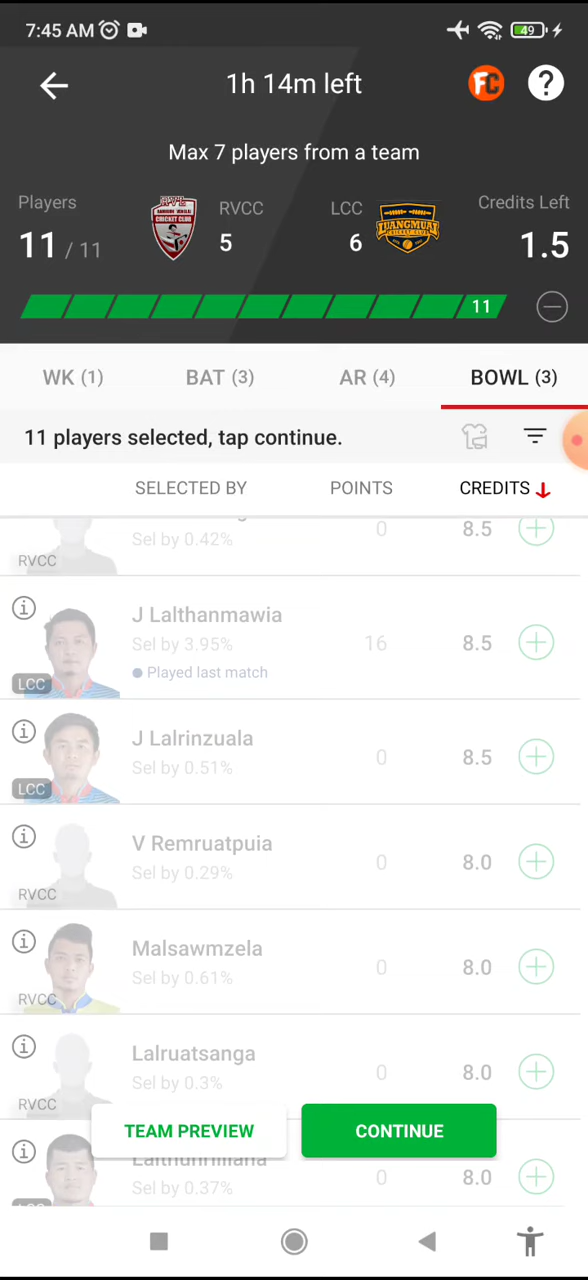 7:45 AM
49
1h 14m left
FC
?
Max 7 players from a team
Players
RVCC
LCC
Credits Left
11 / 11
5
6
1.5
11
WK (1)
BAT (3)
AR (4)
BOWL (3)
11 players selected, tap continue.
SELECTED BY
POINTS
CREDITS
Sel by 0.42%
0
8.5
RVCC
J Lalthanmawia
Sel by 3.95%
16
8.5
Played last match
LCC
J Lalrinzuala
Sel by 0.51%
0
8.5
LCC
V Remruatpuia
Sel by 0.29%
0
8.0
RVCC
Malsawmzela
Sel by 0.61%
0
8.0
RVCC
Lalruatsanga
Sel by 0.3%
0
8.0
RVCC
TEAM PREVIEW
CONTINUE
Sel by 0.37%
0
8.0